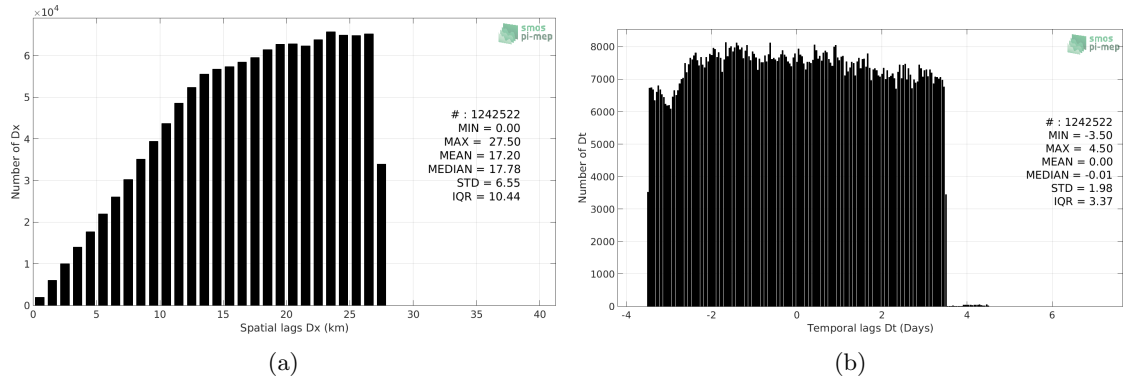 ×10⁴
smos
pi-mep
6
5
4
3
2
1
0
Number of Dx
# : 1242522
MIN = 0.00
MAX = 27.50
MEAN = 17.20
MEDIAN = 17.78
STD = 6.55
IQR = 10.44
0 5 10 15 20 25 30 35 40
Spatial lags Dx (km)
(a)
smos
pi-mep
8000
7000
6000
5000
4000
3000
2000
1000
0
Number of Dt
# : 1242522
MIN = -3.50
MAX = 4.50
MEAN = 0.00
MEDIAN = -0.01
STD = 1.98
IQR = 3.37
-4 -2 0 2 4 6
Temporal lags Dt (Days)
(b)